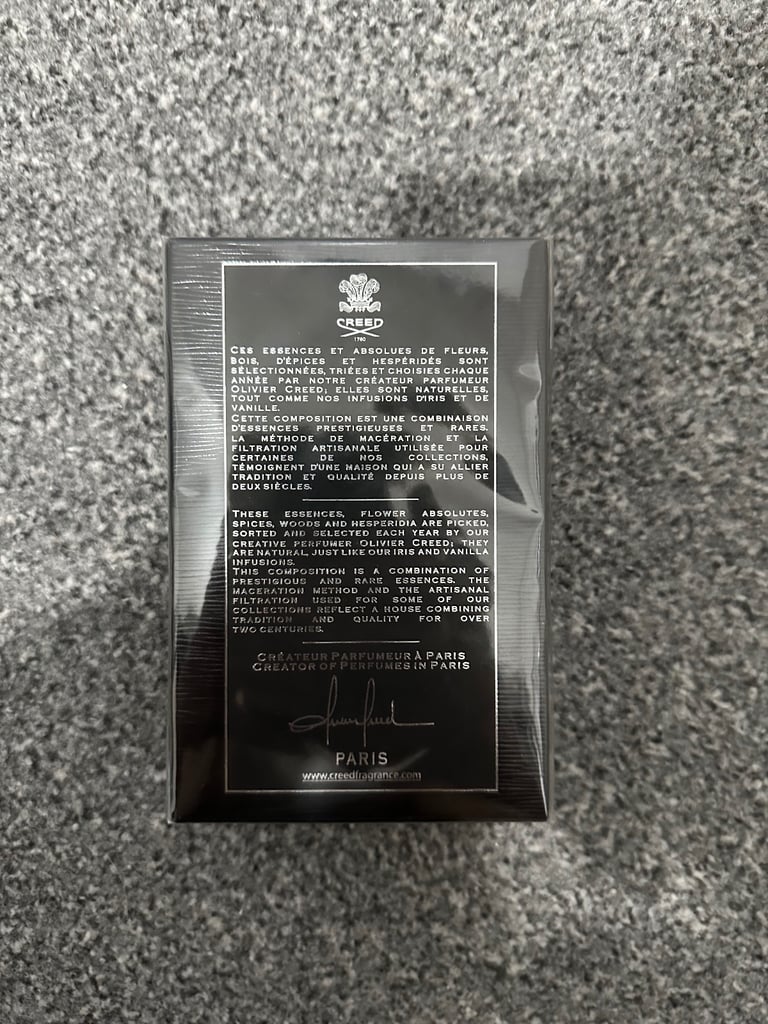 CREED
1760
CES ESSENCES ET ABSOLUES DE FLEURS,
BOIS, D'ÉPICES ET HESPÉRIDÉS SONT
SÉLECTIONNÉES, TRIÉES ET CHOISIES CHAQUE
ANNÉE PAR NOTRE CRÉATEUR PARFUMEUR
OLIVIER CREED; ELLES SONT NATURELLES,
TOUT COMME NOS INFUSIONS D'IRIS ET DE
VANILLE.
CETTE COMPOSITION EST UNE COMBINAISON
D'ESSENCES PRESTIGIEUSES ET RARES.
LA MÉTHODE DE MACÉRATION ET LA
FILTRATION ARTISANALE UTILISÉE POUR
CERTAINES DE NOS COLLECTIONS,
TÉMOIGNENT D'UNE MAISON QUI A SU ALLIER
TRADITION ET QUALITÉ DEPUIS PLUS DE
DEUX SIÈCLES.
THESE ESSENCES, FLOWER ABSOLUTES,
SPICES, WOODS AND HESPERIDIA ARE PICKED,
SORTED AND SELECTED EACH YEAR BY OUR
CREATIVE PERFUMER OLIVIER CREED; THEY
ARE NATURAL, JUST LIKE OUR IRIS AND VANILLA
INFUSIONS.
THIS COMPOSITION IS A COMBINATION OF
PRESTIGIOUS AND RARE ESSENCES. THE
MACERATION METHOD AND THE ARTISANAL
FILTRATION USED FOR SOME OF OUR
COLLECTIONS REFLECT A HOUSE COMBINING
TRADITION AND QUALITY FOR OVER
TWO CENTURIES.
CRÉATEUR PARFUMEUR À PARIS
CREATOR OF PERFUMES IN PARIS
Olivier Creed
PARIS
www.creedfragrance.com